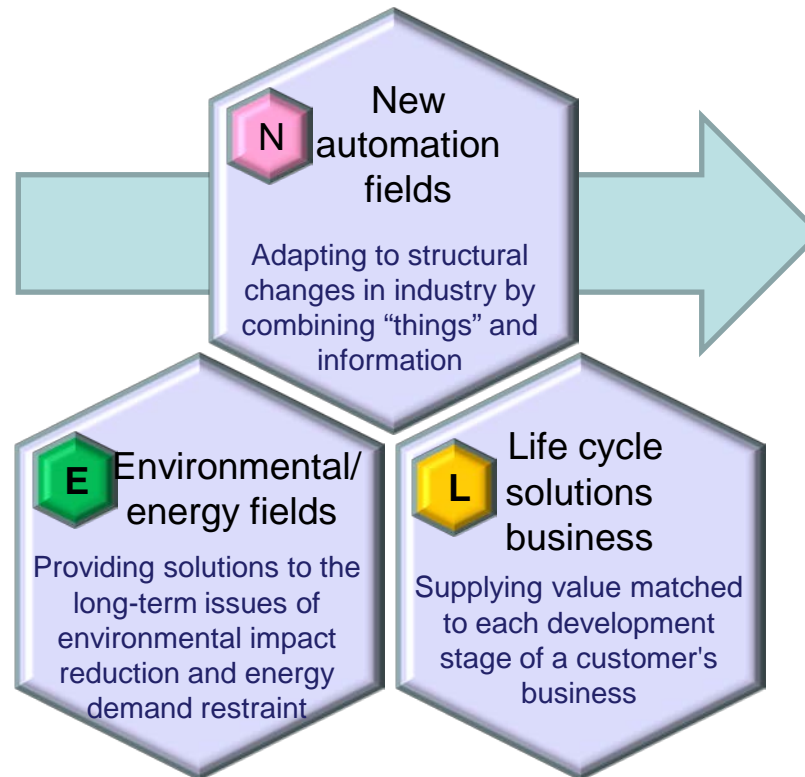 N
New
automation
fields
Adapting to structural
changes in industry by
combining “things” and
information
E
Environmental/
energy fields
Providing solutions to the
long-term issues of
environmental impact
reduction and energy
demand restraint
L
Life cycle
solutions
business
Supplying value matched
to each development
stage of a customer's
business